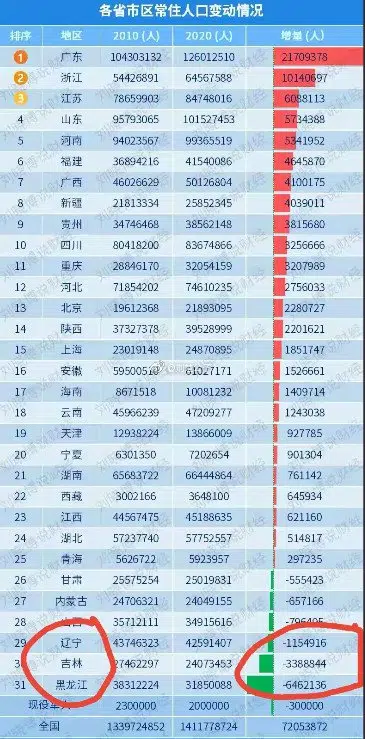 各省市区常住人口变动情况
排序 地区 2010 (人) 2020 (人) 增量 (人)
1 广东 104303132 126012510 21709378
2 浙江 54426891 64567588 10140697
3 江苏 78659903 84748016 6088113
4 山东 95793065 101527453 5734388
5 河南 94023567 99365519 5341952
6 福建 36894216 41540086 4645870
7 广西 46026629 50126804 4100175
8 新疆 21813334 25852345 4039011
9 贵州 34746468 38562148 3815680
10 四川 80418200 83674866 3256666
11 重庆 28846170 32054159 3207989
12 河北 71854202 74610235 2756033
13 北京 19612368 21893095 2280727
14 陕西 37327378 39528999 2201621
15 上海 23019148 24870895 1851747
16 安徽 59500510 61027171 1526661
17 海南 8671518 10081232 1409714
18 云南 45966239 47209277 1243038
19 天津 12938224 13866009 927785
20 宁夏 6301350 7202654 901304
21 湖南 65683722 66444864 761142
22 西藏 3002166 3648100 645934
23 江西 44567475 45188635 621160
24 湖北 57237740 57752557 514817
25 青海 5626722 5923957 297235
26 甘肃 25575254 25019831 -555423
27 内蒙古 24706321 24049155 -657166
28 35712111 34915616 -796495
29 辽宁 43746323 42591407 -1154916
吉林 27462297 24073453 -3388844
31 黑龙江 38312224 31850088 -6462136
现役军人 2300000 2000000 -300000
全国 1339724852 1411778724 72053872